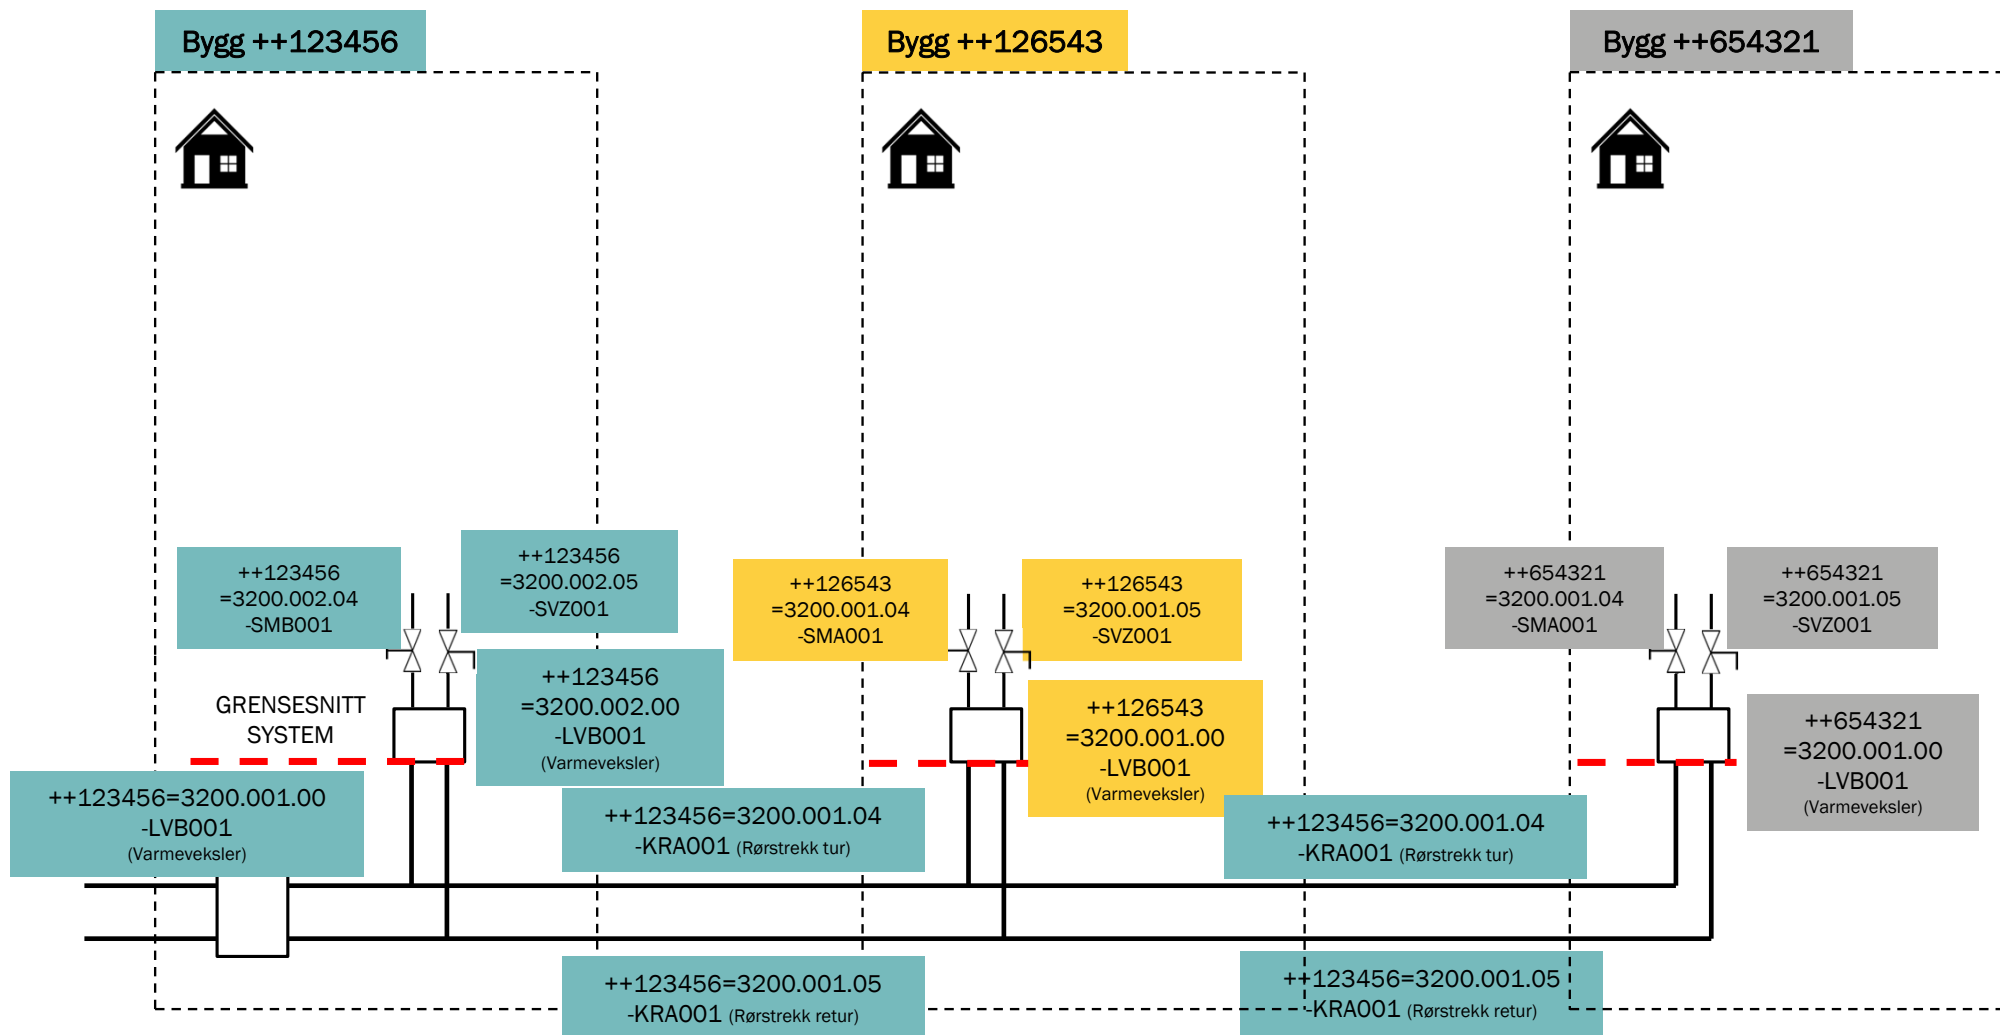 Bygg ++123456
Bygg ++126543
Bygg ++654321
++123456
=3200.002.04
-SMB001
++123456
=3200.002.05
-SVZ001
++126543
=3200.001.04
-SMA001
++126543
=3200.001.05
-SVZ001
++654321
=3200.001.04
-SMA001
++654321
=3200.001.05
-SVZ001
GRENSESNITT
SYSTEM
++123456
=3200.002.00
-LVB001
(Varmeveksler)
++126543
=3200.001.00
-LVB001
(Varmeveksler)
++654321
=3200.001.00
-LVB001
(Varmeveksler)
++123456=3200.001.00
-LVB001
(Varmeveksler)
++123456=3200.001.04
-KRA001 (Rørstrekk tur)
++123456=3200.001.04
-KRA001 (Rørstrekk tur)
++123456=3200.001.05
-KRA001 (Rørstrekk retur)
++123456=3200.001.05
-KRA001 (Rørstrekk retur)